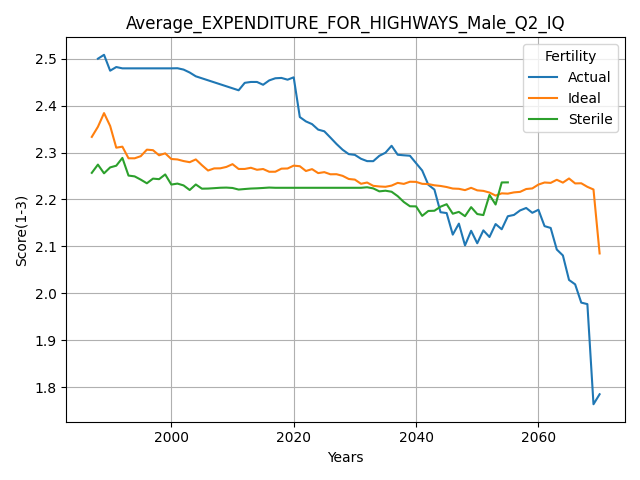 Average_EXPENDITURE_FOR_HIGHWAYS_Male_Q2_IQ
Fertility
Actual
Ideal
Sterile
Score(1-3)
2.5
2.4
2.3
2.2
2.1
2.0
1.9
1.8
2000 2020 2040 2060
Years